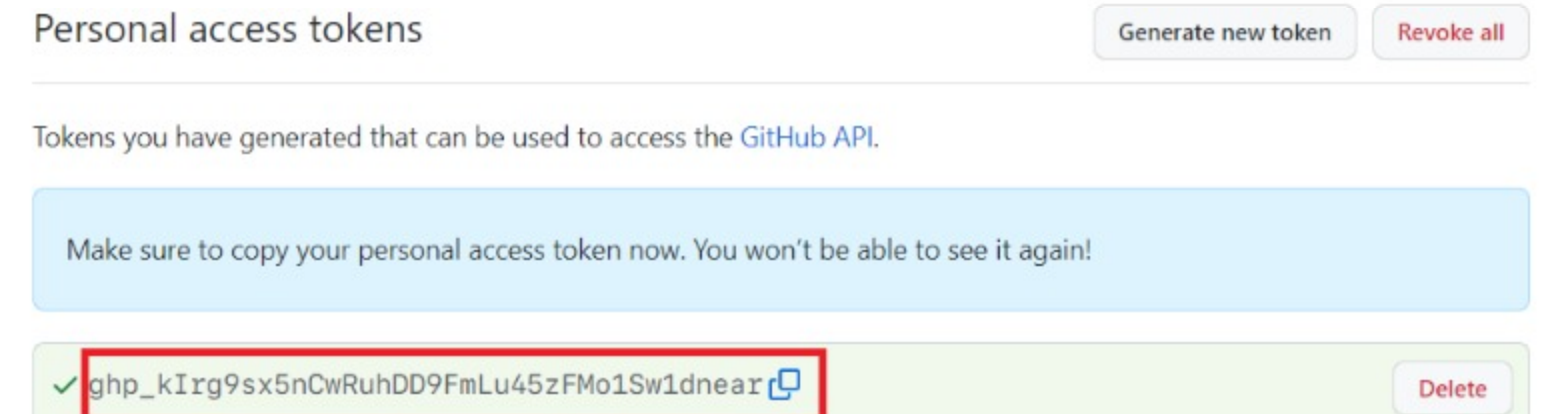 Personal access tokens
Generate new token
Revoke all
Tokens you have generated that can be used to access the GitHub API.
Make sure to copy your personal access token now. You won't be able to see it again!
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
Delete